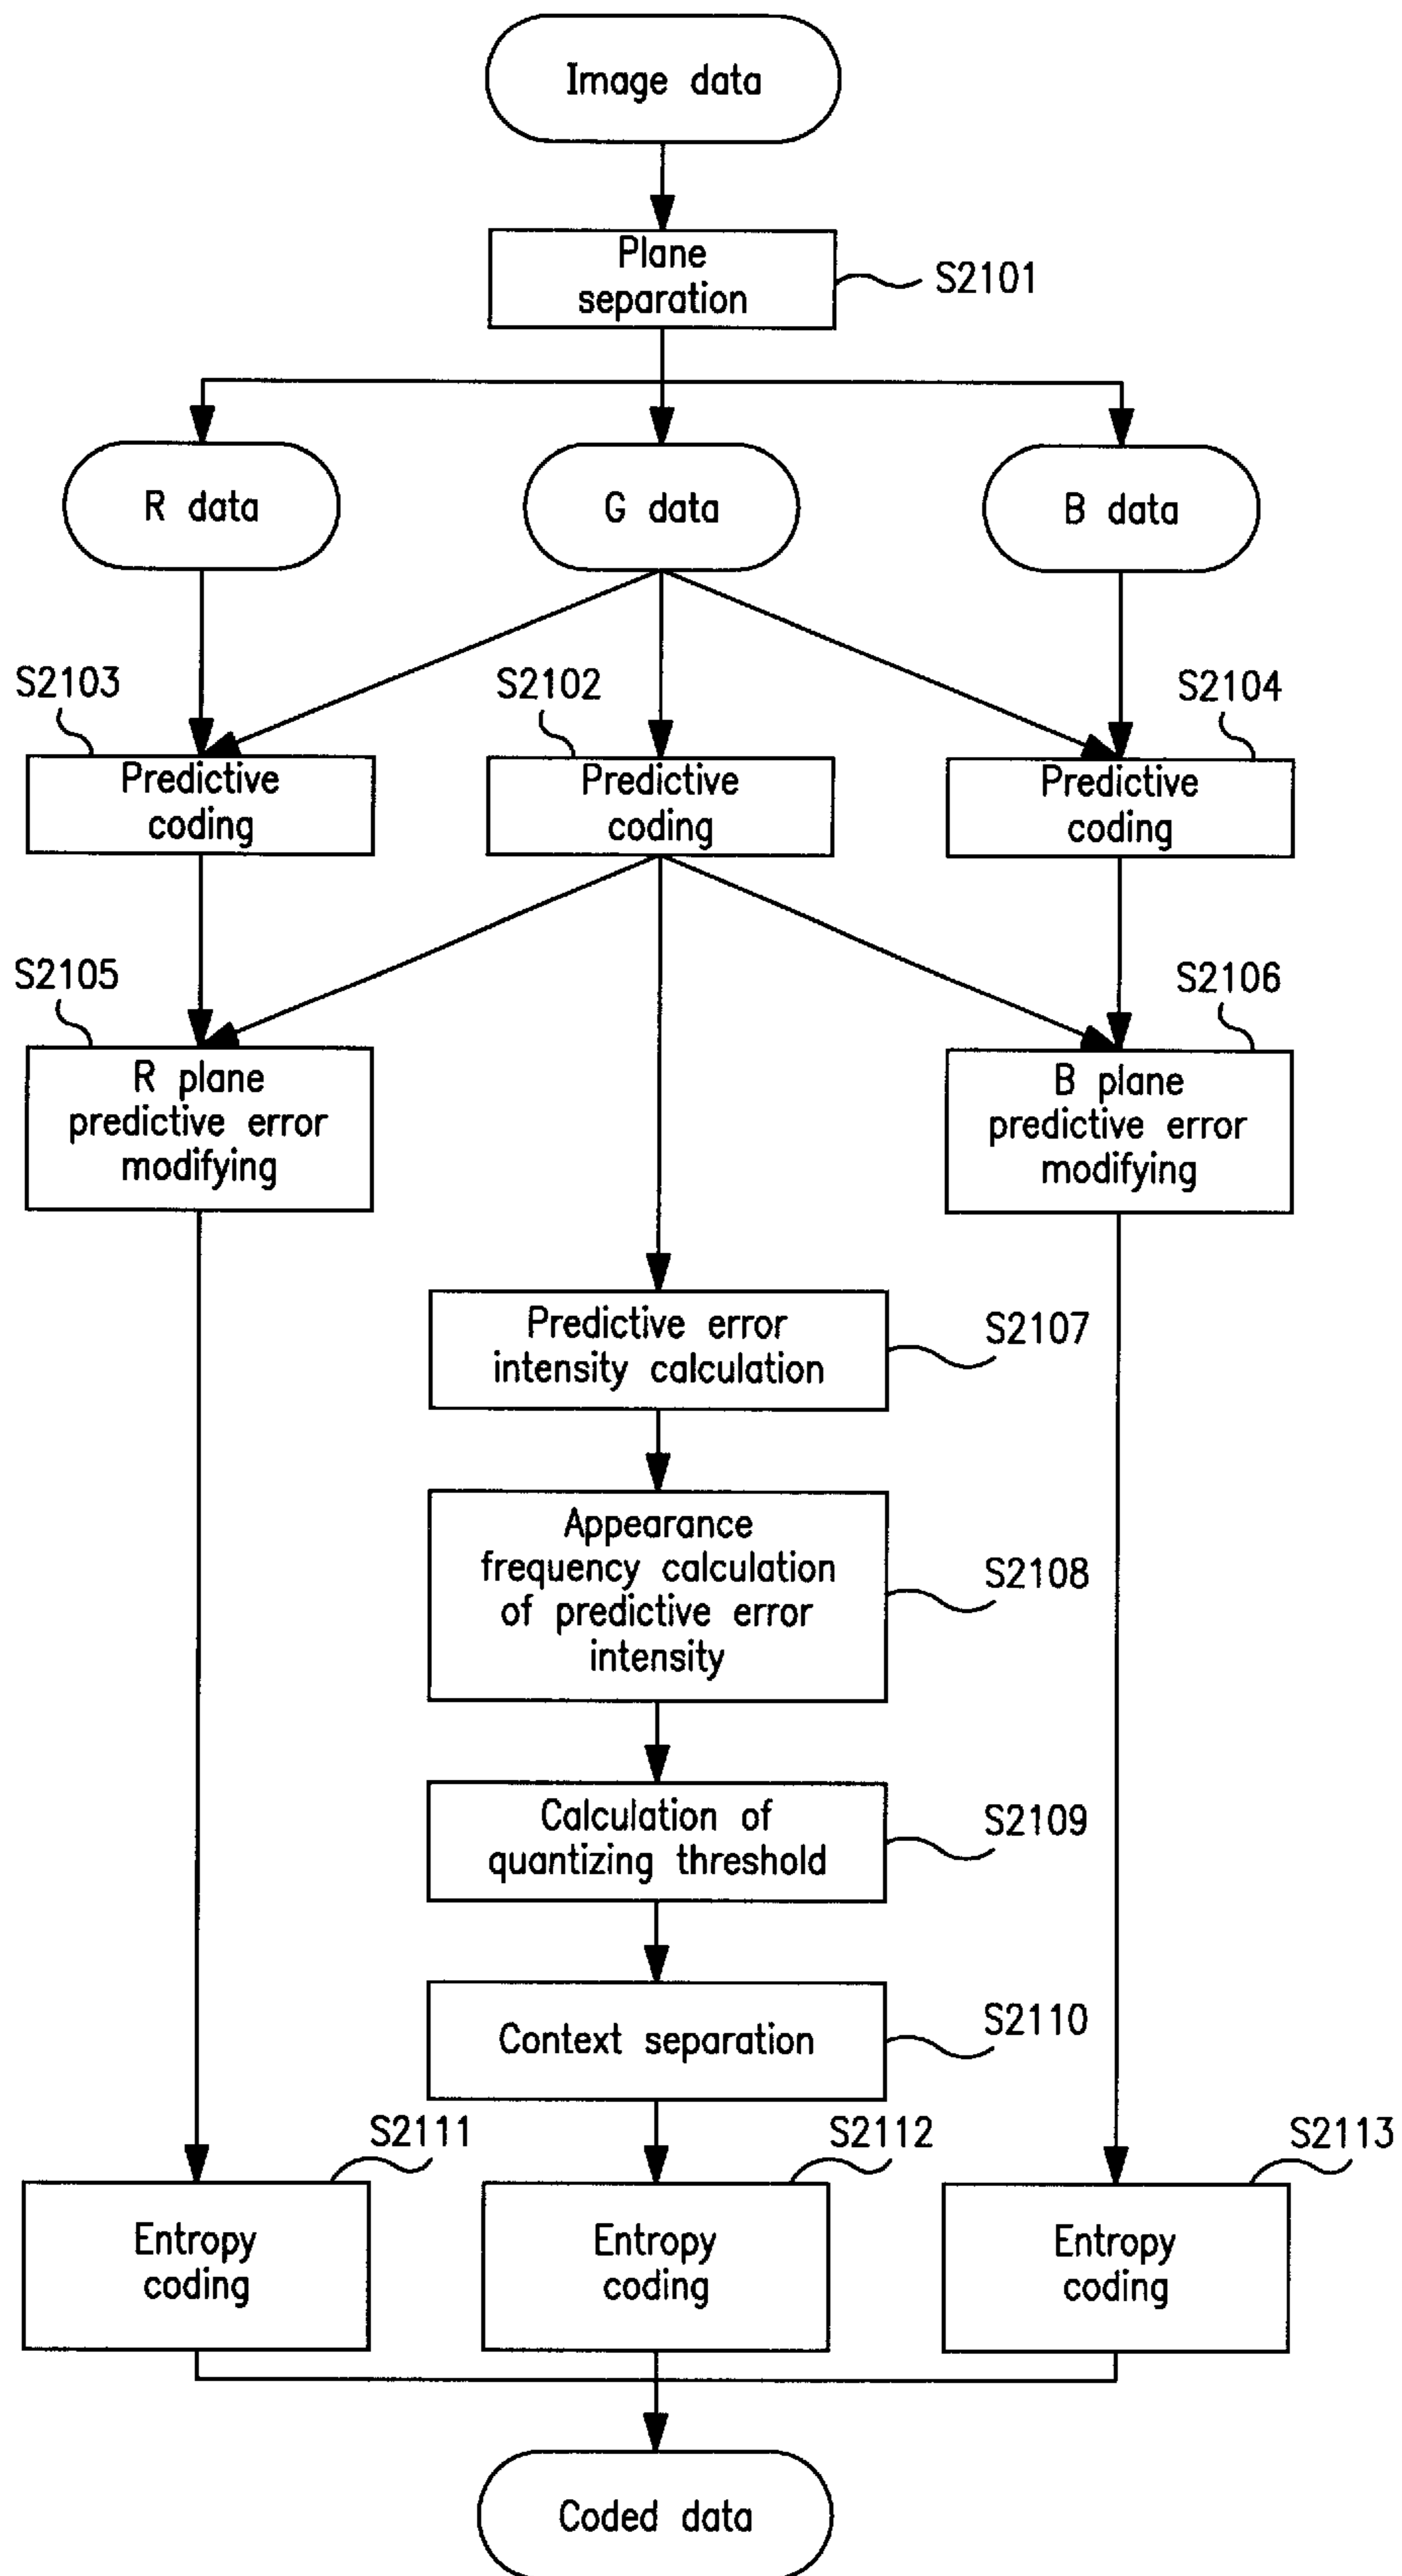 Image data
Plane
separation
S2101
R data
G data
B data
S2103
S2102
S2104
Predictive
coding
Predictive
coding
Predictive
coding
S2105
S2106
R plane
predictive error
modifying
B plane
predictive error
modifying
Predictive error
intensity calculation
S2107
Appearance
frequency calculation
of predictive error
intensity
S2108
Calculation of
quantizing threshold
S2109
Context separation
S2110
S2111
S2112
S2113
Entropy
coding
Entropy
coding
Entropy
coding
Coded data